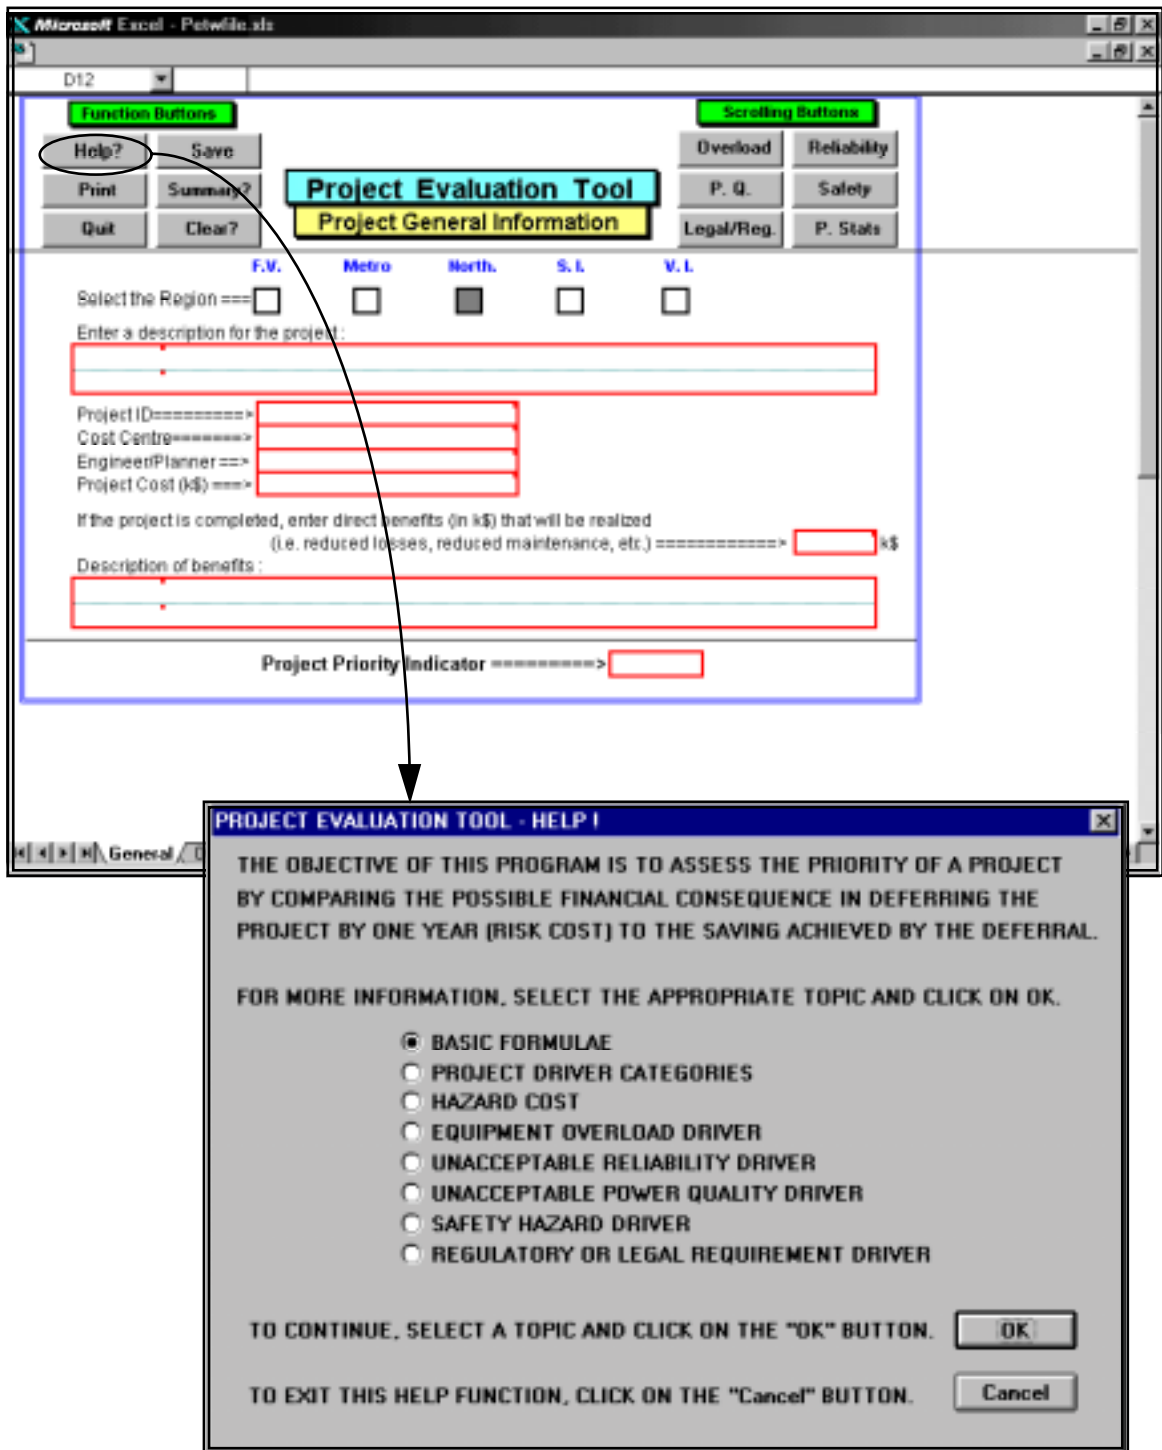 Microsoft Excel - Petwfile.xls
D12
Function Buttons
Scrolling Buttons
Help? Save
Overload Reliability
Print Summary?
Project Evaluation Tool
P. Q. Safety
Quit Clear?
Project General Information
Legal/Reg. P. Stats
F.V. Metro North. S. I. V. I.
Select the Region ===
Enter a description for the project :
Project ID=========>
Cost Centre=======>
Engineer/Planner ==>
Project Cost (k$) ===>
If the project is completed, enter direct benefits (in k$) that will be realized
(i.e. reduced losses, reduced maintenance, etc.) ============> k$
Description of benefits :
Project Priority Indicator =========>
General
PROJECT EVALUATION TOOL - HELP !
THE OBJECTIVE OF THIS PROGRAM IS TO ASSESS THE PRIORITY OF A PROJECT
BY COMPARING THE POSSIBLE FINANCIAL CONSEQUENCE IN DEFERRING THE
PROJECT BY ONE YEAR (RISK COST) TO THE SAVING ACHIEVED BY THE DEFERRAL.
FOR MORE INFORMATION, SELECT THE APPROPRIATE TOPIC AND CLICK ON OK.
BASIC FORMULAE
PROJECT DRIVER CATEGORIES
HAZARD COST
EQUIPMENT OVERLOAD DRIVER
UNACCEPTABLE RELIABILITY DRIVER
UNACCEPTABLE POWER QUALITY DRIVER
SAFETY HAZARD DRIVER
REGULATORY OR LEGAL REQUIREMENT DRIVER
TO CONTINUE, SELECT A TOPIC AND CLICK ON THE "OK" BUTTON. OK
TO EXIT THIS HELP FUNCTION, CLICK ON THE "Cancel" BUTTON. Cancel